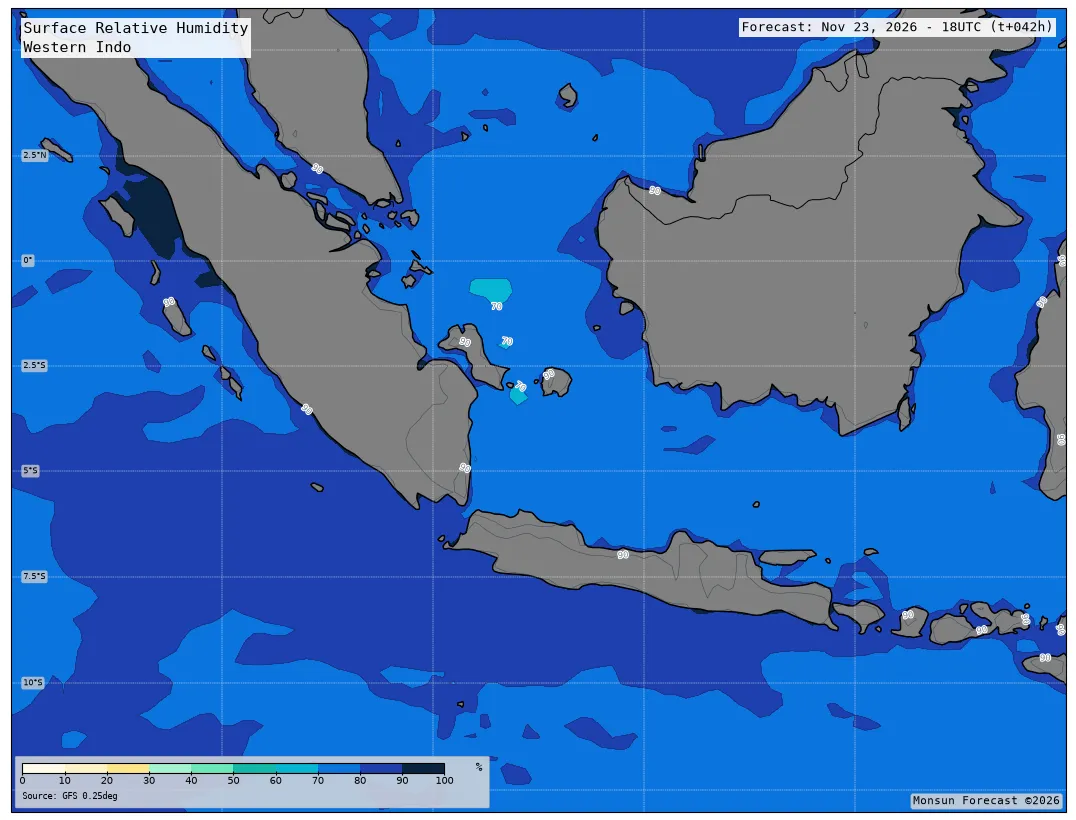 Surface Relative Humidity
Western Indo
Forecast: Nov 23, 2026 - 18UTC (t+042h)
90
2.5°N
90
0°
90
90
90
70
2.5°S
90
70
90
70
90
5°S
90
90
90
7.5°S
90
90
90
90
90
10°S
%
0 10 20 30 40 50 60 70 80 90 100
Source: GFS 0.25deg
Monsun Forecast ©2026